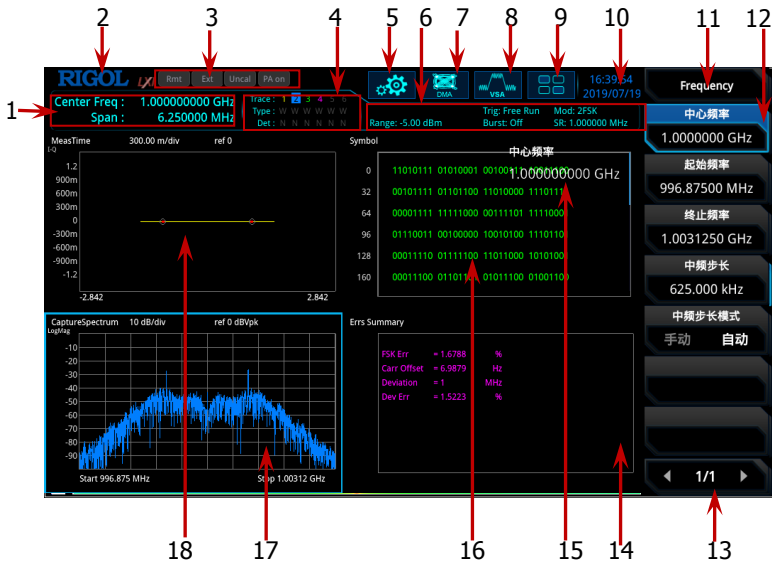 2 3 4 5 6 7 8 9 10 11 12
RIGOL LXI Rmt Ext Uncal PA on
DMA VSA
16:39:54
2019/07/19
Frequency
1
Center Freq : 1.000000000 GHz
Span : 6.250000 MHz
Trace : 1 2 3 4 5 6
Type : W W W W W W
Det : N N N N N N
Trig: Free Run Mod: 2FSK
Range: -5.00 dBm Burst: Off SR: 1.000000 MHz
中心频率
1.0000000 GHz
起始频率
996.87500 MHz
终止频率
1.0031250 GHz
中频步长
625.000 kHz
中频步长模式
手动 自动
1/1
MeasTime 300.00 m/div ref 0
I-Q
1.2
900m
600m
300m
0
-300m
-600m
-900m
-1.2
-2.842 2.842
Symbol
中心频率
1.000000000 GHz
0 11010111 01010001 00100111
32 00101111 01101100 11010000 1110111
64 00001111 11111000 00111101 1111000
96 01110011 00100000 10010100 1110110
128 00011110 01111100 11011000 1010100
160 00011100 01011100 01001100
CaptureSpectrum 10 dB/div ref 0 dBVpk
LogMag
-10
-20
-30
-40
-50
-60
-70
-80
-90
Start 996.875 MHz Stop 1.00312 GHz
Errs Summary
FSK Err = 1.6788 %
Carr Offset = 6.9879 Hz
Deviation = 1 MHz
Dev Err = 1.5223 %
18 17 16 15 14 13